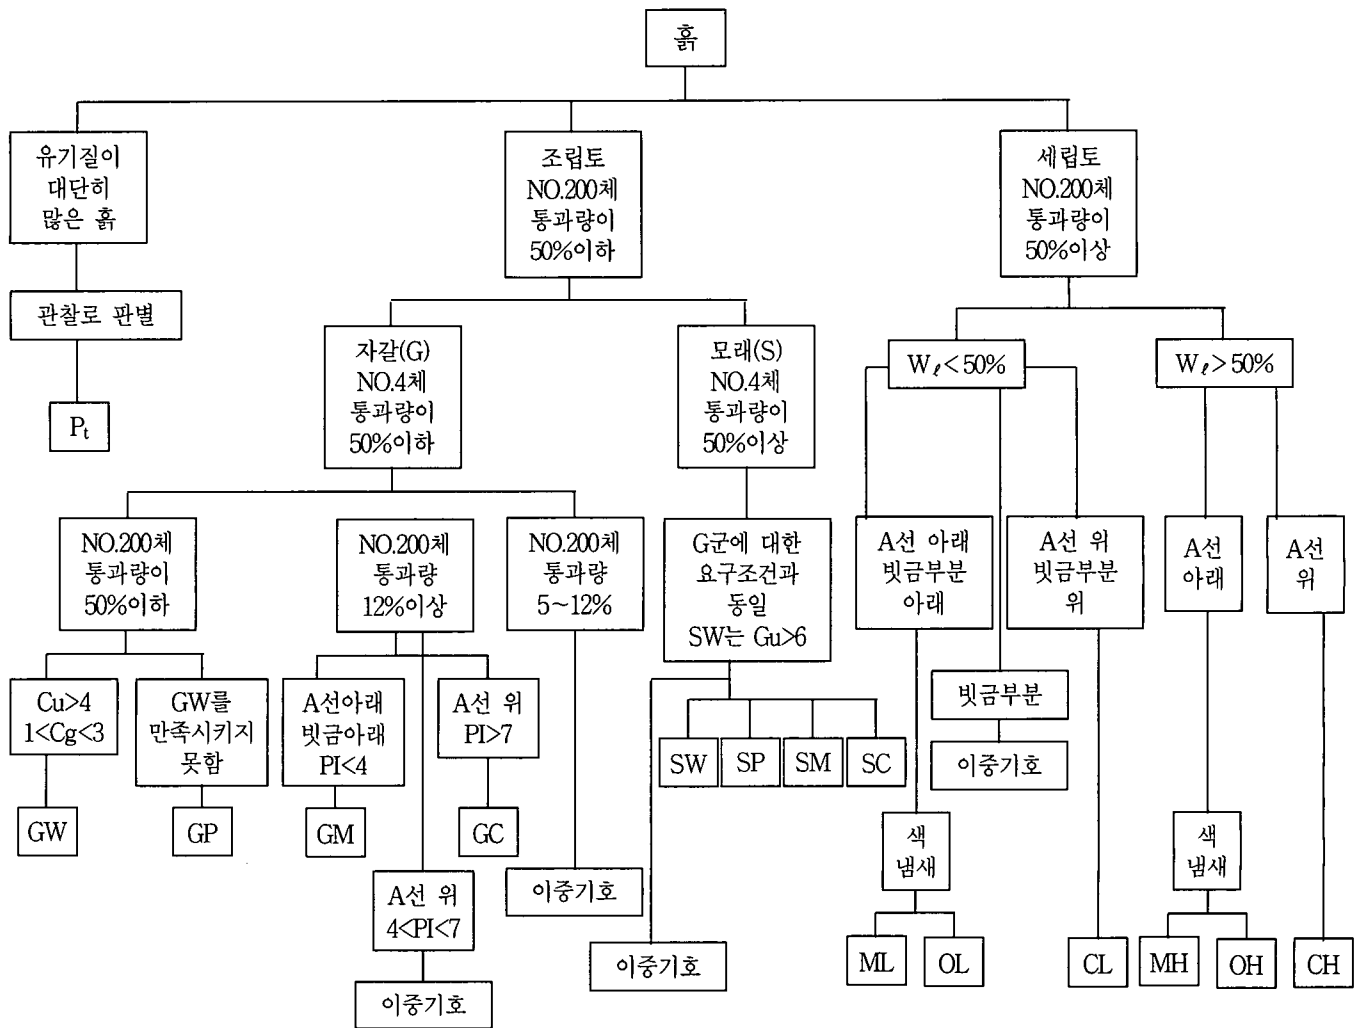 흙
유기질이
대단히
많은 흙
관찰로 판별
Pt
조립토
NO.200체
통과량이
50%이하
자갈(G)
NO.4체
통과량이
50%이하
NO.200체
통과량이
50%이하
Cu>4
1<Cg<3
GW
GW를
만족시키지
못함
GP
NO.200체
통과량
12%이상
A선아래
빗금아래
PI<4
GM
A선 위
4<PI<7
이중기호
A선 위
PI>7
GC
NO.200체
통과량
5~12%
이중기호
모래(S)
NO.4체
통과량이
50%이상
G군에 대한
요구조건과
동일
SW는 Gu>6
이중기호
SW
SP
SM
SC
세립토
NO.200체
통과량이
50%이상
Wℓ<50%
A선 아래
빗금부분
아래
색
냄새
ML
OL
빗금부분
이중기호
A선 위
빗금부분
위
CL
Wℓ>50%
A선
아래
색
냄새
MH
OH
A선
위
CH